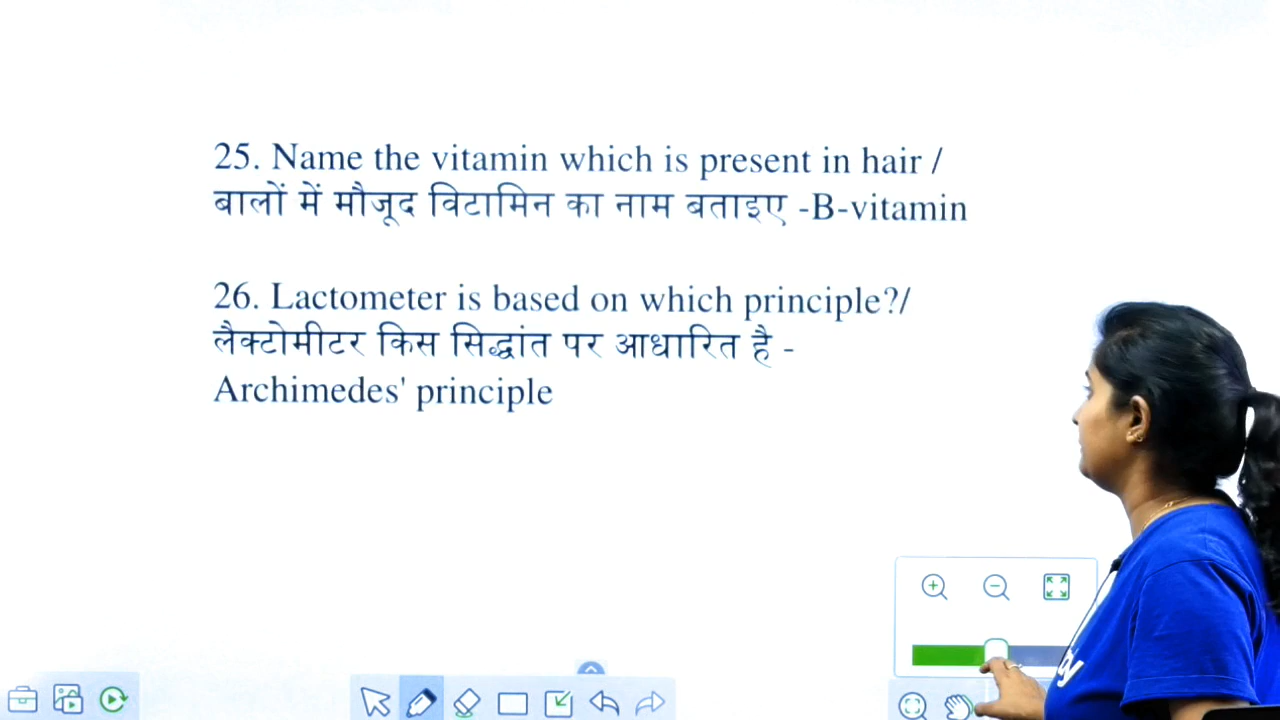 25. Name the vitamin which is present in hair /
बालों में मौजूद विटामिन का नाम बताइए -B-vitamin
26. Lactometer is based on which principle?/
लैक्टोमीटर किस सिद्धांत पर आधारित है -
Archimedes' principle